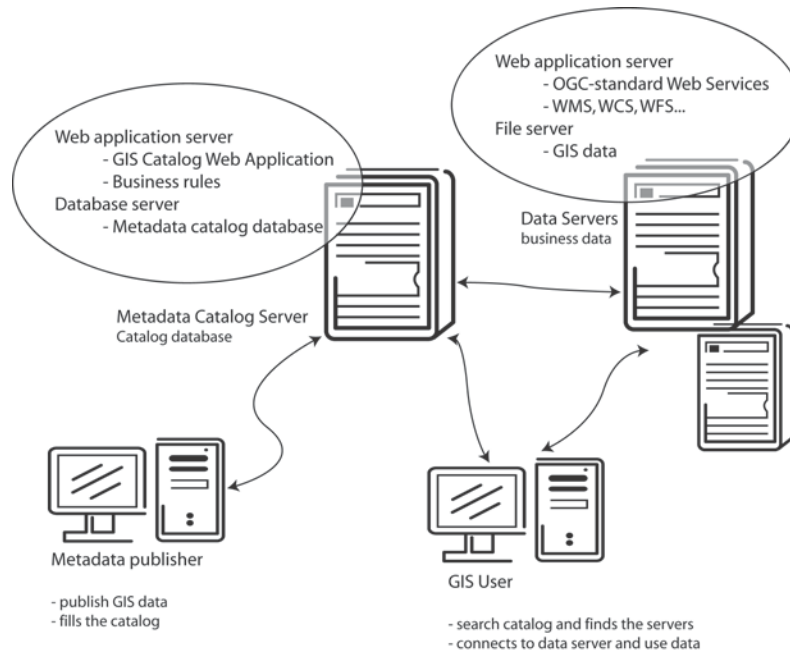 Web application server
- OGC-standard Web Services
- WMS, WCS, WFS...
File server
- GIS data
Web application server
- GIS Catalog Web Application
- Business rules
Database server
- Metadata catalog database
Data Servers
business data
Metadata Catalog Server
Catalog database
Metadata publisher
- publish GIS data
- fills the catalog
GIS User
- search catalog and finds the servers
- connects to data server and use data